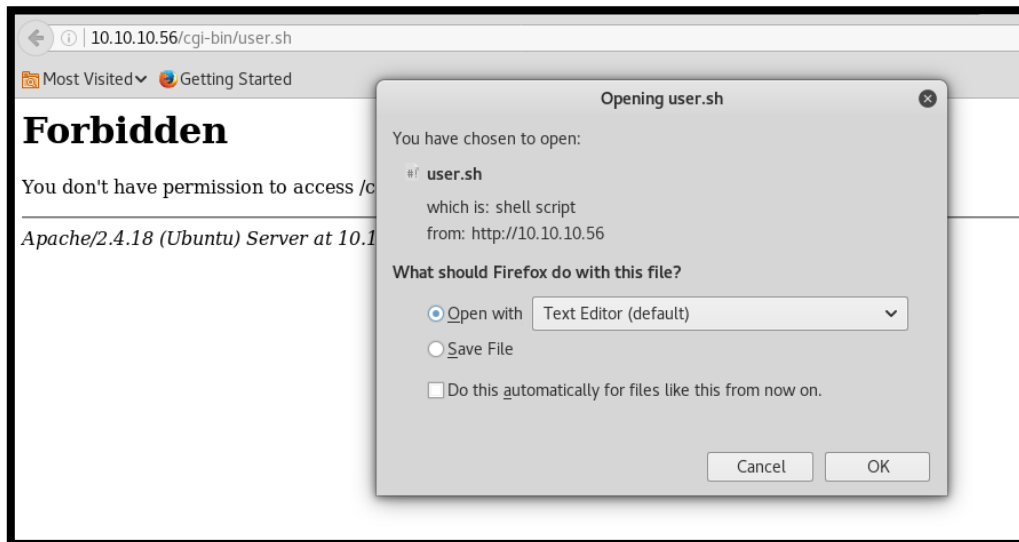 10.10.10.56/cgi-bin/user.sh
Most Visited Getting Started
Forbidden
You don't have permission to access /c
Apache/2.4.18 (Ubuntu) Server at 10.1
Opening user.sh
You have chosen to open:
user.sh
which is: shell script
from: http://10.10.10.56
What should Firefox do with this file?
Open with Text Editor (default)
Save File
Do this automatically for files like this from now on.
Cancel OK